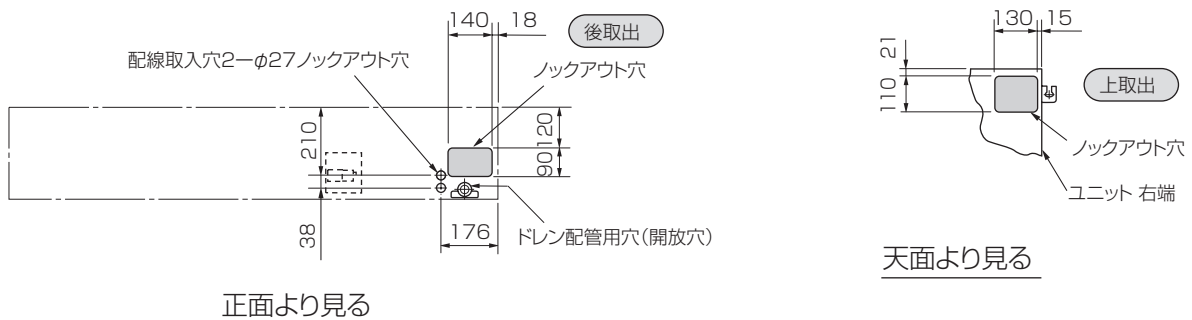 140
18
後取出
配線取入穴2ーφ27ノックアウト穴
ノックアウト穴
210
120
90
38
176
ドレン配管用穴(開放穴)
正面より見る
130
15
21
110
上取出
ノックアウト穴
ユニット 右端
天面より見る